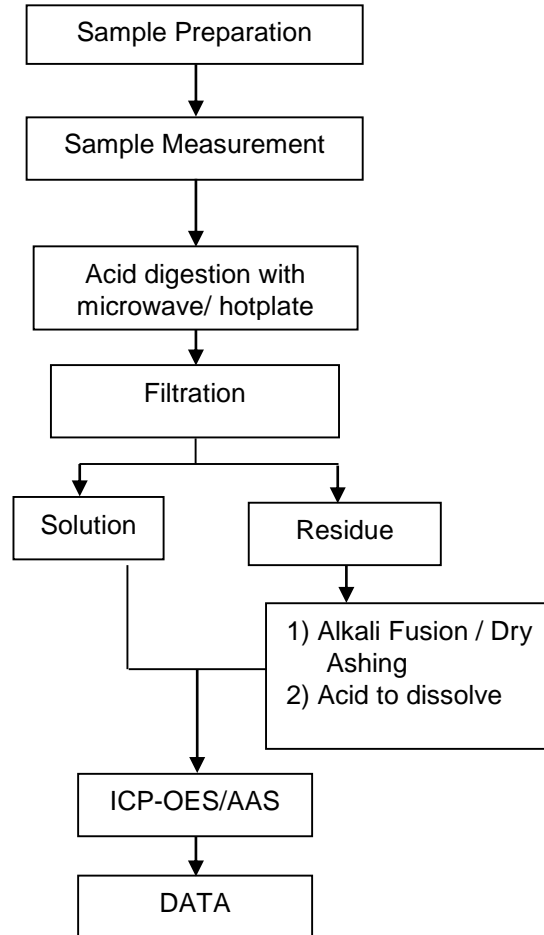 Sample Preparation
Sample Measurement
Acid digestion with
microwave/ hotplate
Filtration
Solution
Residue
1) Alkali Fusion / Dry
Ashing
2) Acid to dissolve
ICP-OES/AAS
DATA